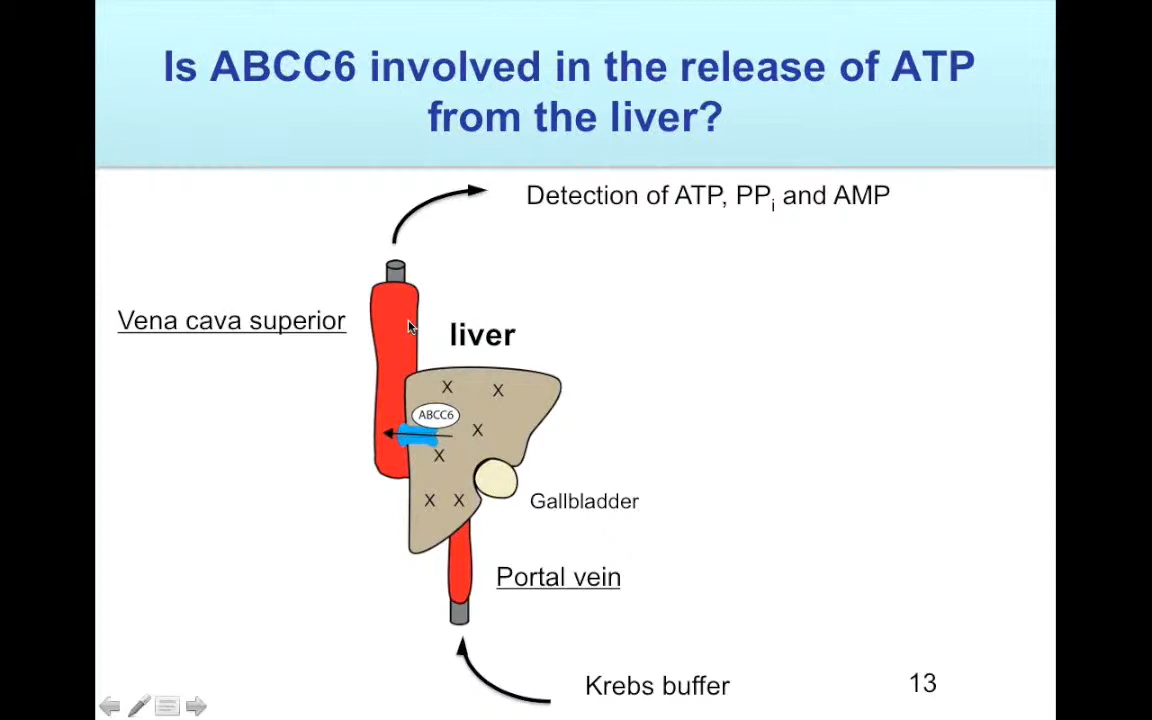 Is ABCC6 involved in the release of ATP
from the liver?
Detection of ATP, PPi and AMP
Vena cava superior
liver
X X
ABCC6
X
X
X X
Gallbladder
Portal vein
Krebs buffer
13